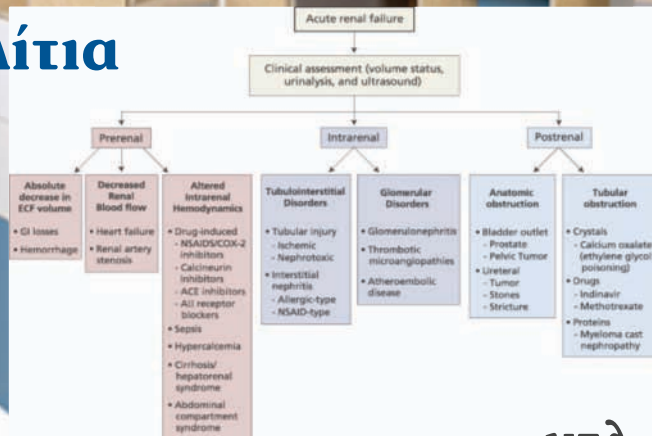 Αίτια
Acute renal failure
Clinical assessment (volume status,
urinalysis, and ultrasound)
Prerenal
Intrarenal
Postrenal
Absolute
decrease in
ECF volume
• GI losses
• Hemorrhage
Decreased
Renal
Blood flow
• Heart failure
• Renal artery
stenosis
Altered
Intrarenal
Hemodynamics
• Drug-induced
- NSAIDS/COX-2
inhibitors
- Calcineurin
inhibitors
- ACE inhibitors
- All receptor
blockers
• Sepsis
• Hypercalcemia
• Cirrhosis/
hepatorenal
syndrome
• Abdominal
compartment
syndrome
Tubulointerstitial
Disorders
• Tubular injury
- Ischemic
- Nephrotoxic
• Interstitial
nephritis
- Allergic-type
- NSAID-type
Glomerular
Disorders
• Glomerulonephritis
• Thrombotic
microangiopathies
• Atheroembolic
disease
Anatomic
obstruction
• Bladder outlet
- Prostate
- Pelvic Tumor
• Ureteral
- Tumor
- Stones
- Stricture
Tubular
obstruction
• Crystals
- Calcium oxalate
(ethylene glycol
poisoning)
• Drugs
- Indinavir
- Methotrexate
• Proteins
- Myeloma cast
nephropathy